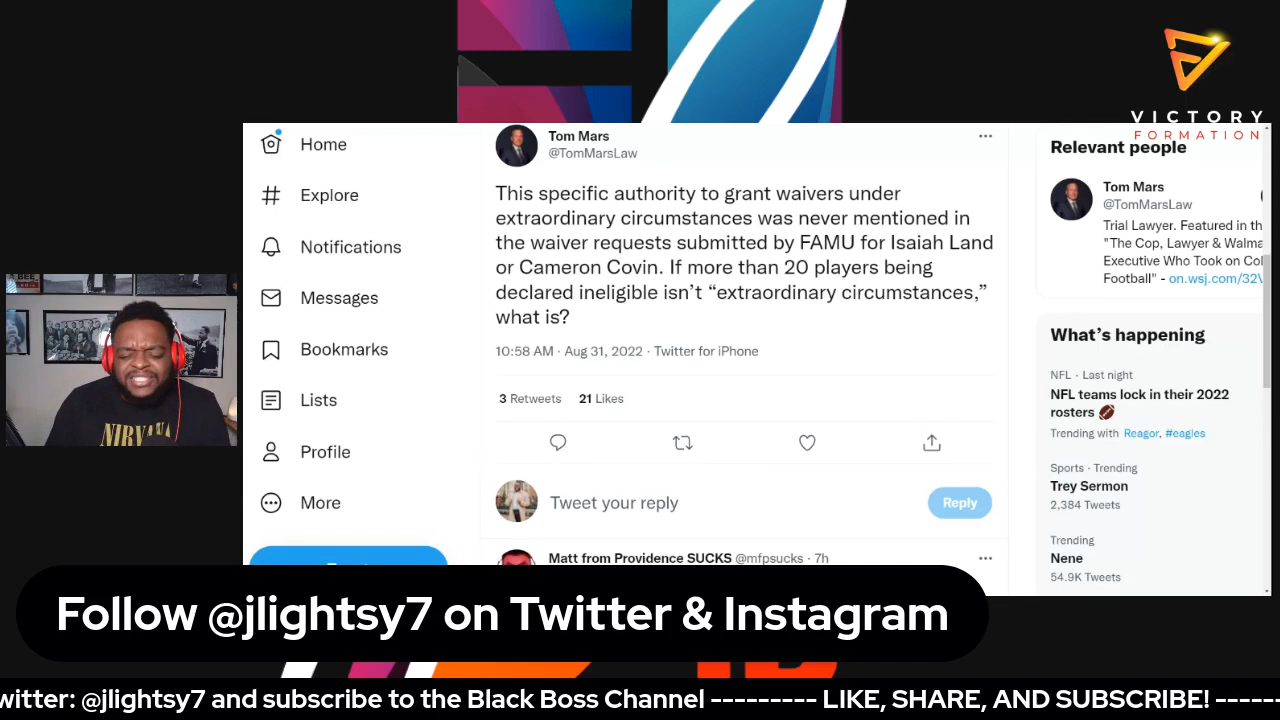 VICTORY
FORMATION
Home
Explore
Notifications
Messages
Bookmarks
Lists
Profile
More
Tom Mars
@TomMarsLaw
This specific authority to grant waivers under
extraordinary circumstances was never mentioned in
the waiver requests submitted by FAMU for Isaiah Land
or Cameron Covin. If more than 20 players being
declared ineligible isn’t “extraordinary circumstances,”
what is?
10:58 AM · Aug 31, 2022 · Twitter for iPhone
3 Retweets 21 Likes
Tweet your reply
Reply
Matt from Providence SUCKS @mfpsucks · 7h
Relevant people
Tom Mars
@TomMarsLaw
Trial Lawyer. Featured in th
"The Cop, Lawyer & Walma
Executive Who Took on Col
Football" - on.wsj.com/32V
What’s happening
NFL · Last night
NFL teams lock in their 2022
rosters 🏈
Trending with Reagor, #eagles
Sports · Trending
Trey Sermon
2,384 Tweets
Trending
Nene
54.9K Tweets
NIRVANA
Follow @jlightsy7 on Twitter & Instagram
witter: @jlightsy7 and subscribe to the Black Boss Channel --------- LIKE, SHARE, AND SUBSCRIBE! -----